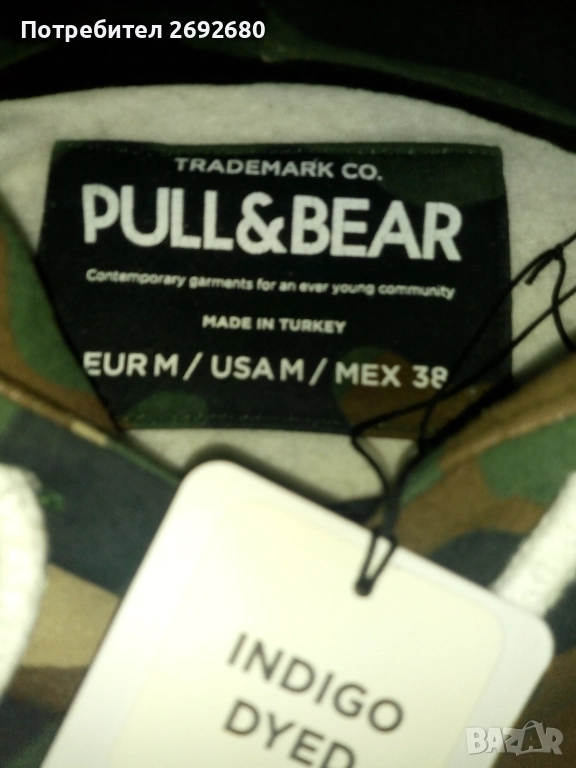 Потребител 2692680
TRADEMARK CO.
PULL&BEAR
Contemporary garments for an ever young community
MADE IN TURKEY
EUR M / USA M / MEX 38
INDIGO
DYED
BAZAR